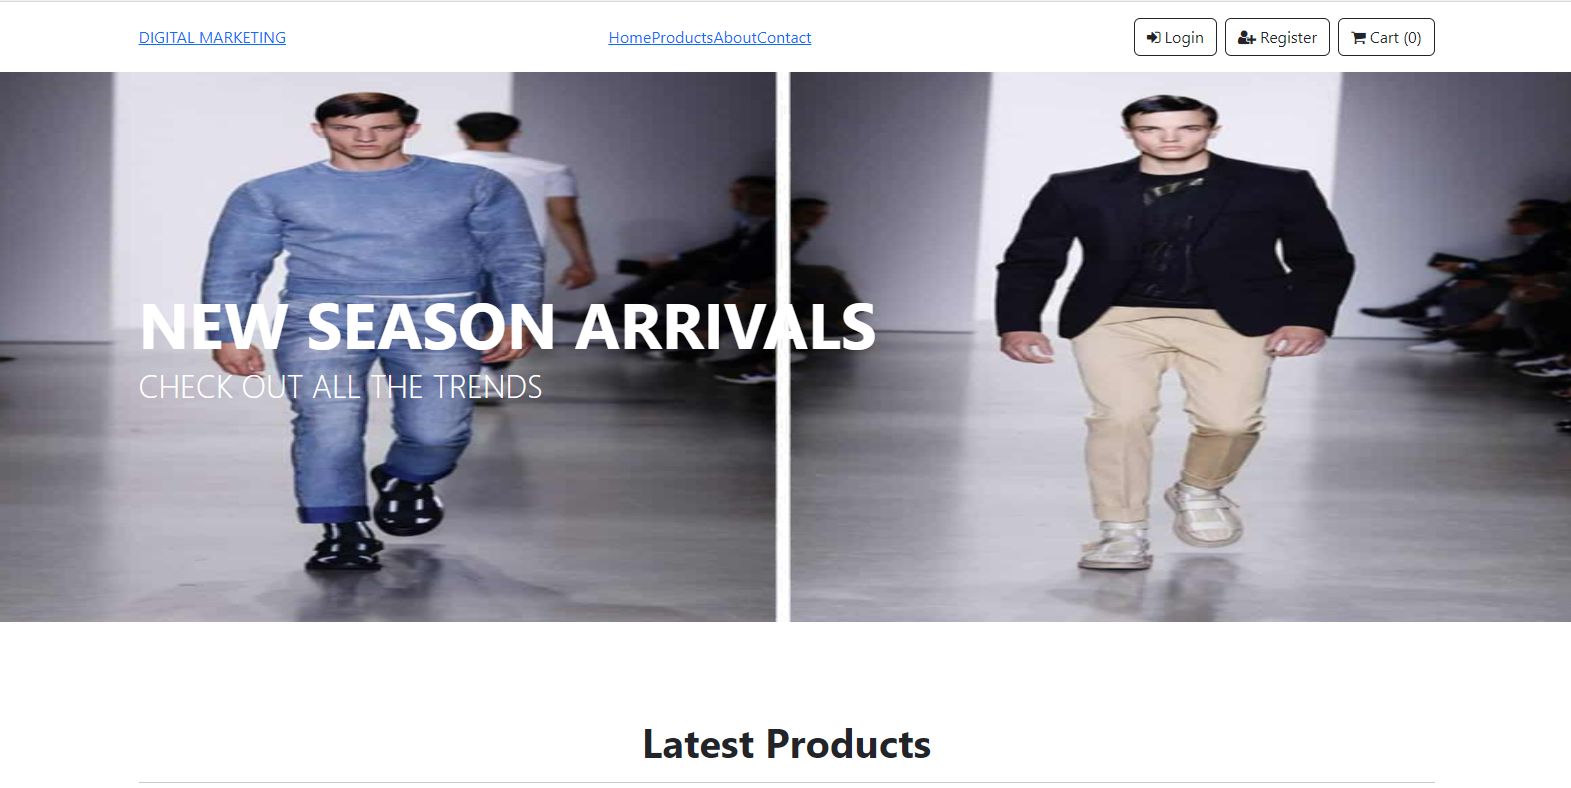 DIGITAL MARKETING
HomeProductsAboutContact
Login Register Cart (0)
NEW SEASON ARRIVALS
CHECK OUT ALL THE TRENDS
Latest Products